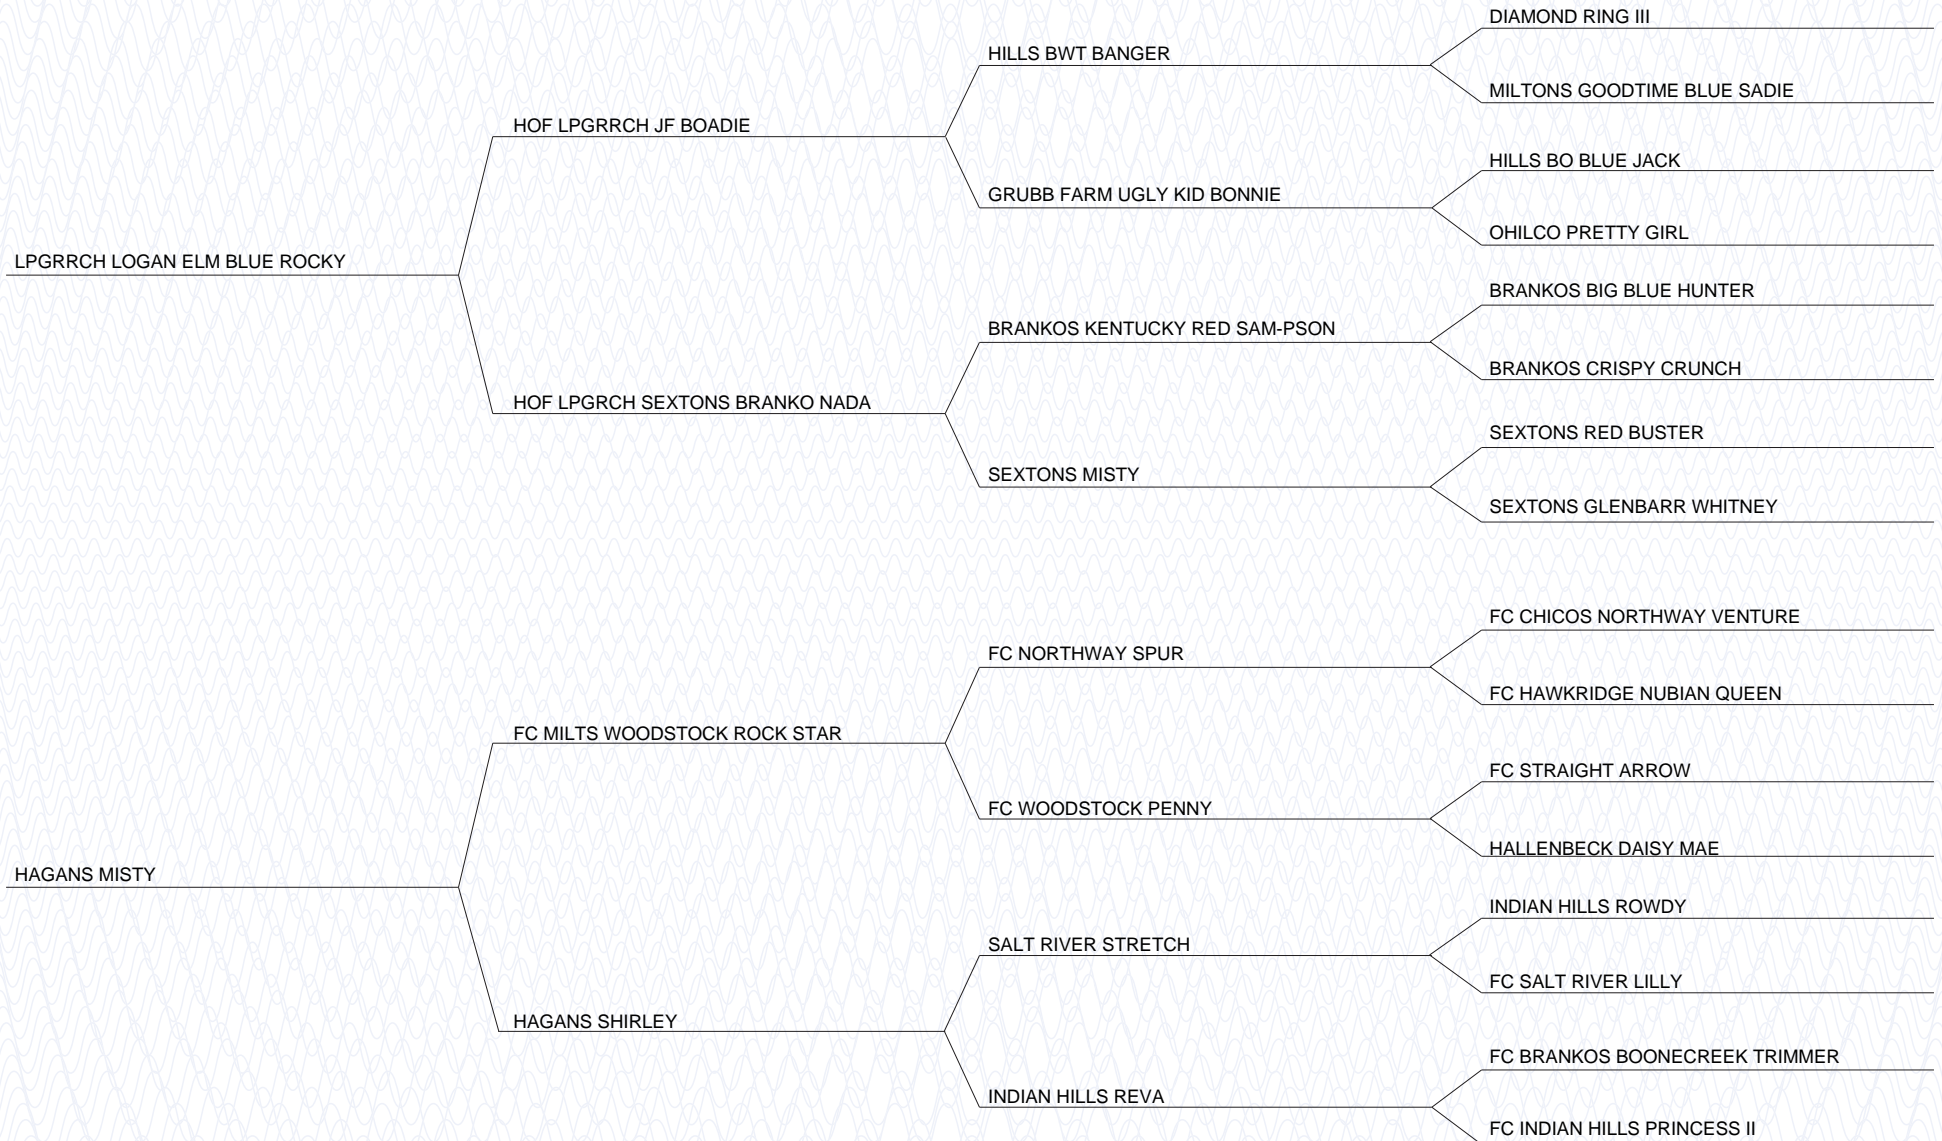 DIAMOND RING III
HILLS BWT BANGER
MILTONS GOODTIME BLUE SADIE
HOF LPGRRCH JF BOADIE
HILLS BO BLUE JACK
GRUBB FARM UGLY KID BONNIE
OHILCO PRETTY GIRL
LPGRRCH LOGAN ELM BLUE ROCKY
BRANKOS BIG BLUE HUNTER
BRANKOS KENTUCKY RED SAM-PSON
BRANKOS CRISPY CRUNCH
HOF LPGRCH SEXTONS BRANKO NADA
SEXTONS RED BUSTER
SEXTONS MISTY
SEXTONS GLENBARR WHITNEY
FC CHICOS NORTHWAY VENTURE
FC NORTHWAY SPUR
FC HAWKRIDGE NUBIAN QUEEN
FC MILTS WOODSTOCK ROCK STAR
FC STRAIGHT ARROW
FC WOODSTOCK PENNY
HALLENBECK DAISY MAE
HAGANS MISTY
INDIAN HILLS ROWDY
SALT RIVER STRETCH
FC SALT RIVER LILLY
HAGANS SHIRLEY
FC BRANKOS BOONECREEK TRIMMER
INDIAN HILLS REVA
FC INDIAN HILLS PRINCESS II